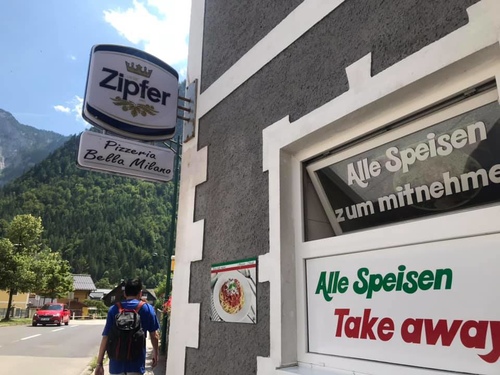 Zipfer
Pizzeria
Bella Milano
Alle Speisen
zum mitnehme
Alle Speisen
Take away